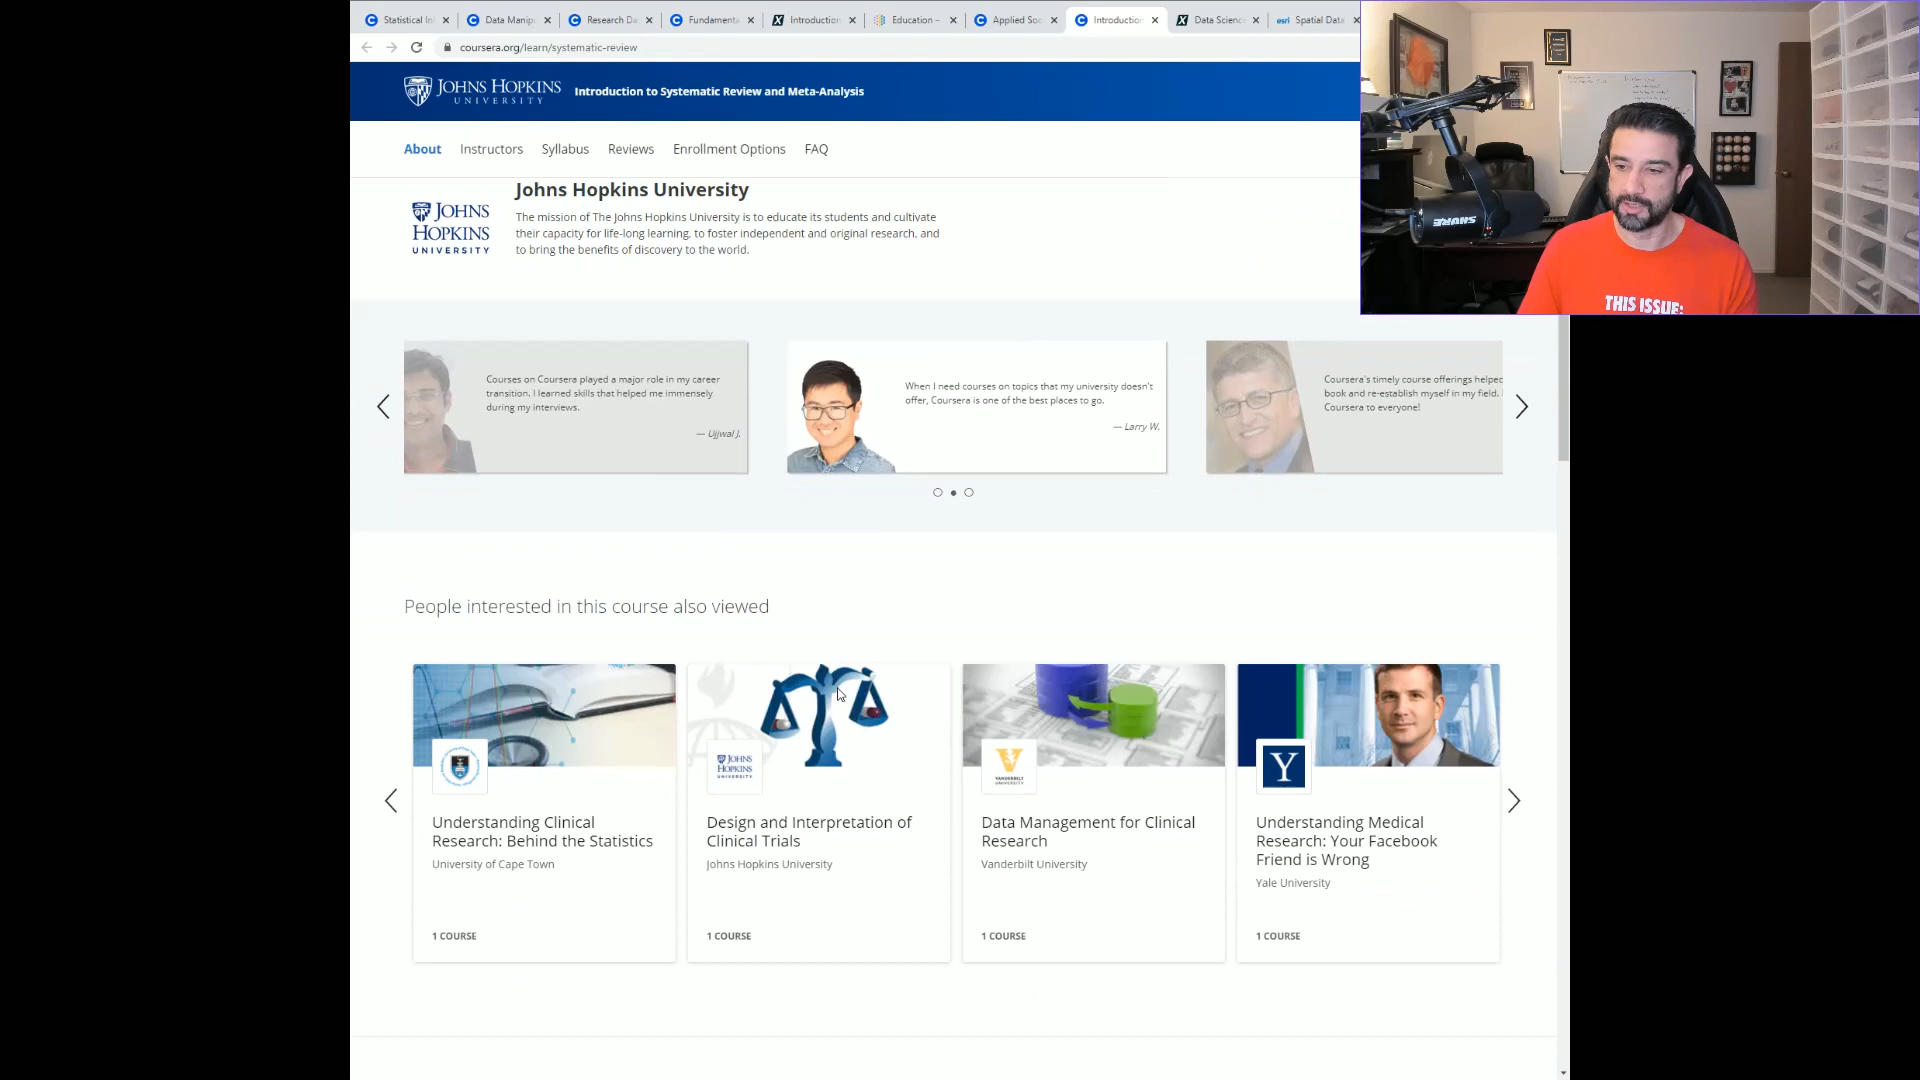 Statistical In
Data Manip
Research Da
Fundament
Introduction
Education –
Applied Soc
Introduction
Data Science
esri Spatial Data
coursera.org/learn/systematic-review
JOHNS HOPKINS
UNIVERSITY
Introduction to Systematic Review and Meta-Analysis
About
Instructors
Syllabus
Reviews
Enrollment Options
FAQ
JOHNS
HOPKINS
UNIVERSITY
Johns Hopkins University
The mission of The Johns Hopkins University is to educate its students and cultivate
their capacity for life-long learning, to foster independent and original research, and
to bring the benefits of discovery to the world.
SHURE
THIS ISSUE:
Courses on Coursera played a major role in my career
transition. I learned skills that helped me immensely
during my interviews.
— Ujjwal J.
When I need courses on topics that my university doesn't
offer, Coursera is one of the best places to go.
— Larry W.
Coursera's timely course offerings helped
book and re-establish myself in my field. I
Coursera to everyone!
People interested in this course also viewed
Understanding Clinical
Research: Behind the Statistics
University of Cape Town
1 COURSE
JOHNS
HOPKINS
UNIVERSITY
Design and Interpretation of
Clinical Trials
Johns Hopkins University
1 COURSE
V
VANDERBILT
UNIVERSITY
Data Management for Clinical
Research
Vanderbilt University
1 COURSE
Y
Understanding Medical
Research: Your Facebook
Friend is Wrong
Yale University
1 COURSE